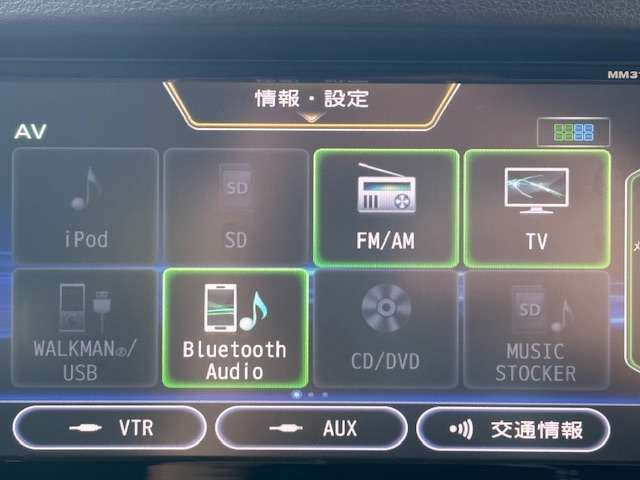 情報・設定
AV
SD
SD
iPod
SD
FM/AM
TV
WALKMAN®/
USB
Bluetooth
Audio
CD/DVD
MUSIC
STOCKER
VTR
AUX
交通情報